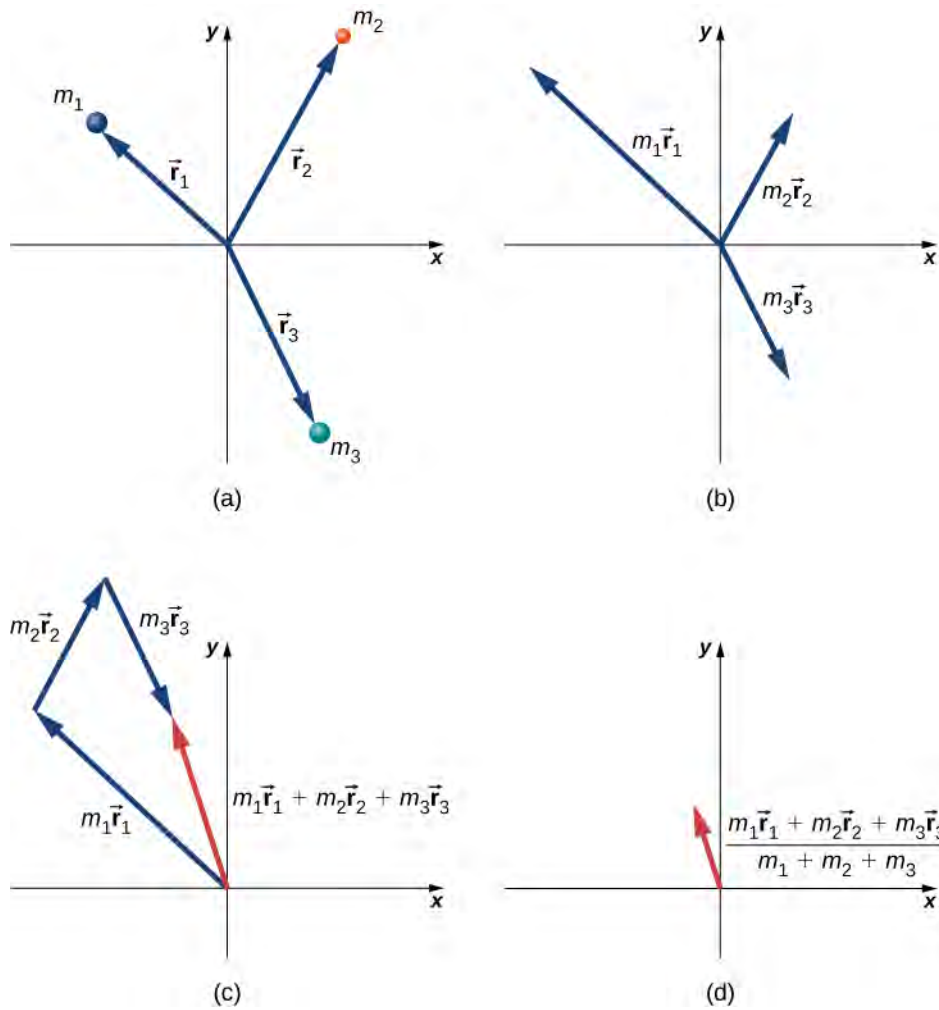 y
m₂
m₁
r⃗₁
r⃗₂
x
r⃗₃
m₃
(a)
y
m₁r⃗₁
m₂r⃗₂
x
m₃r⃗₃
(b)
m₂r⃗₂
m₃r⃗₃
y
m₁r⃗₁ + m₂r⃗₂ + m₃r⃗₃
m₁r⃗₁
x
(c)
y
m₁r⃗₁ + m₂r⃗₂ + m₃r⃗₃
m₁ + m₂ + m₃
x
(d)